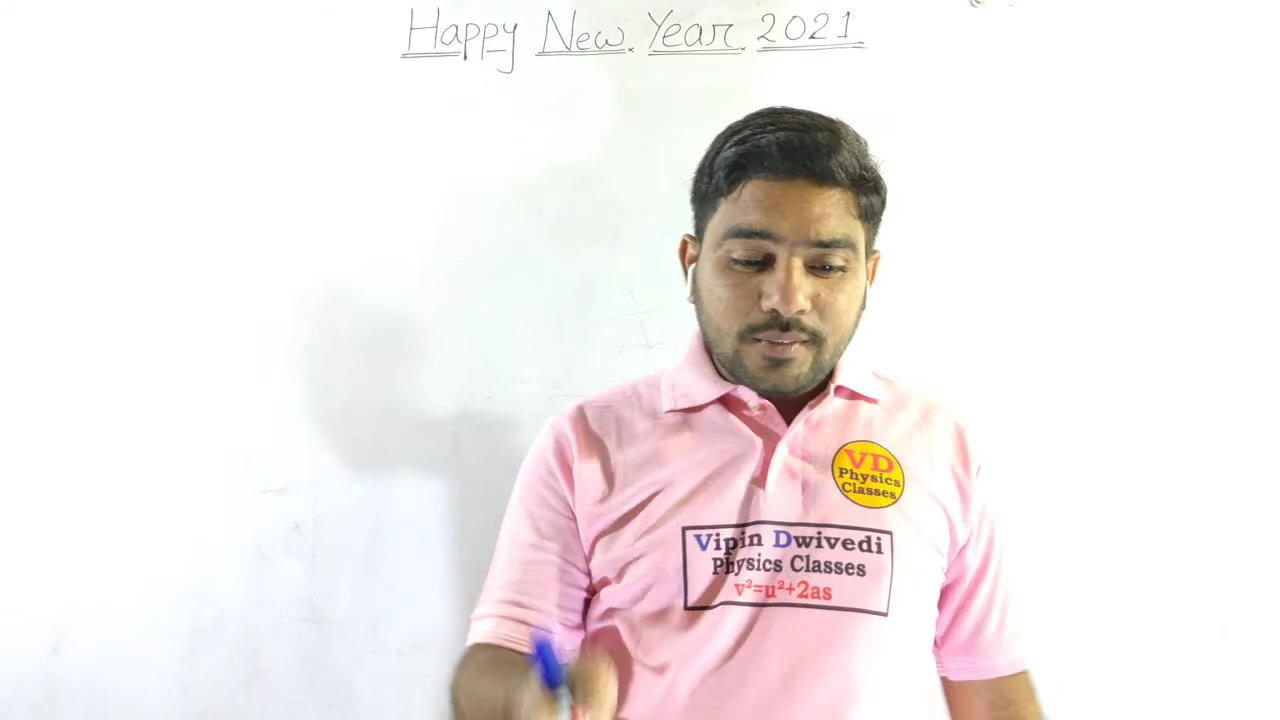 Happy New Year 2021
VD
Physics
Classes
Vipin Dwivedi
Physics Classes
v²=u²+2as